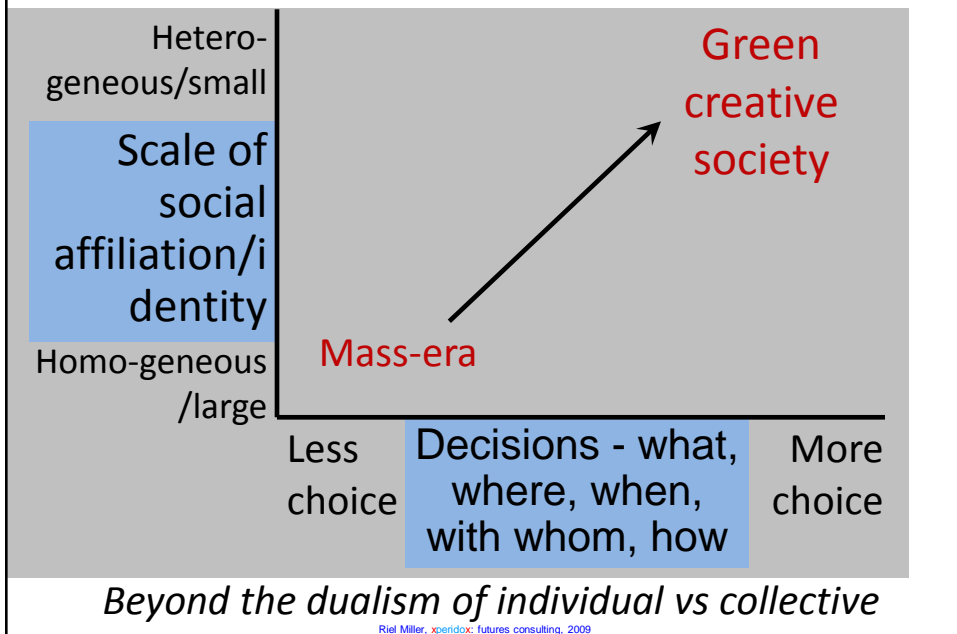 Hetero-
geneous/small
Green
creative
society
Scale of
social
affiliation/i
dentity
Mass-era
Homo-geneous
/large
Less
choice
Decisions - what,
where, when,
with whom, how
More
choice
Beyond the dualism of individual vs collective
Riel Miller, xperidox: futures consulting, 2009